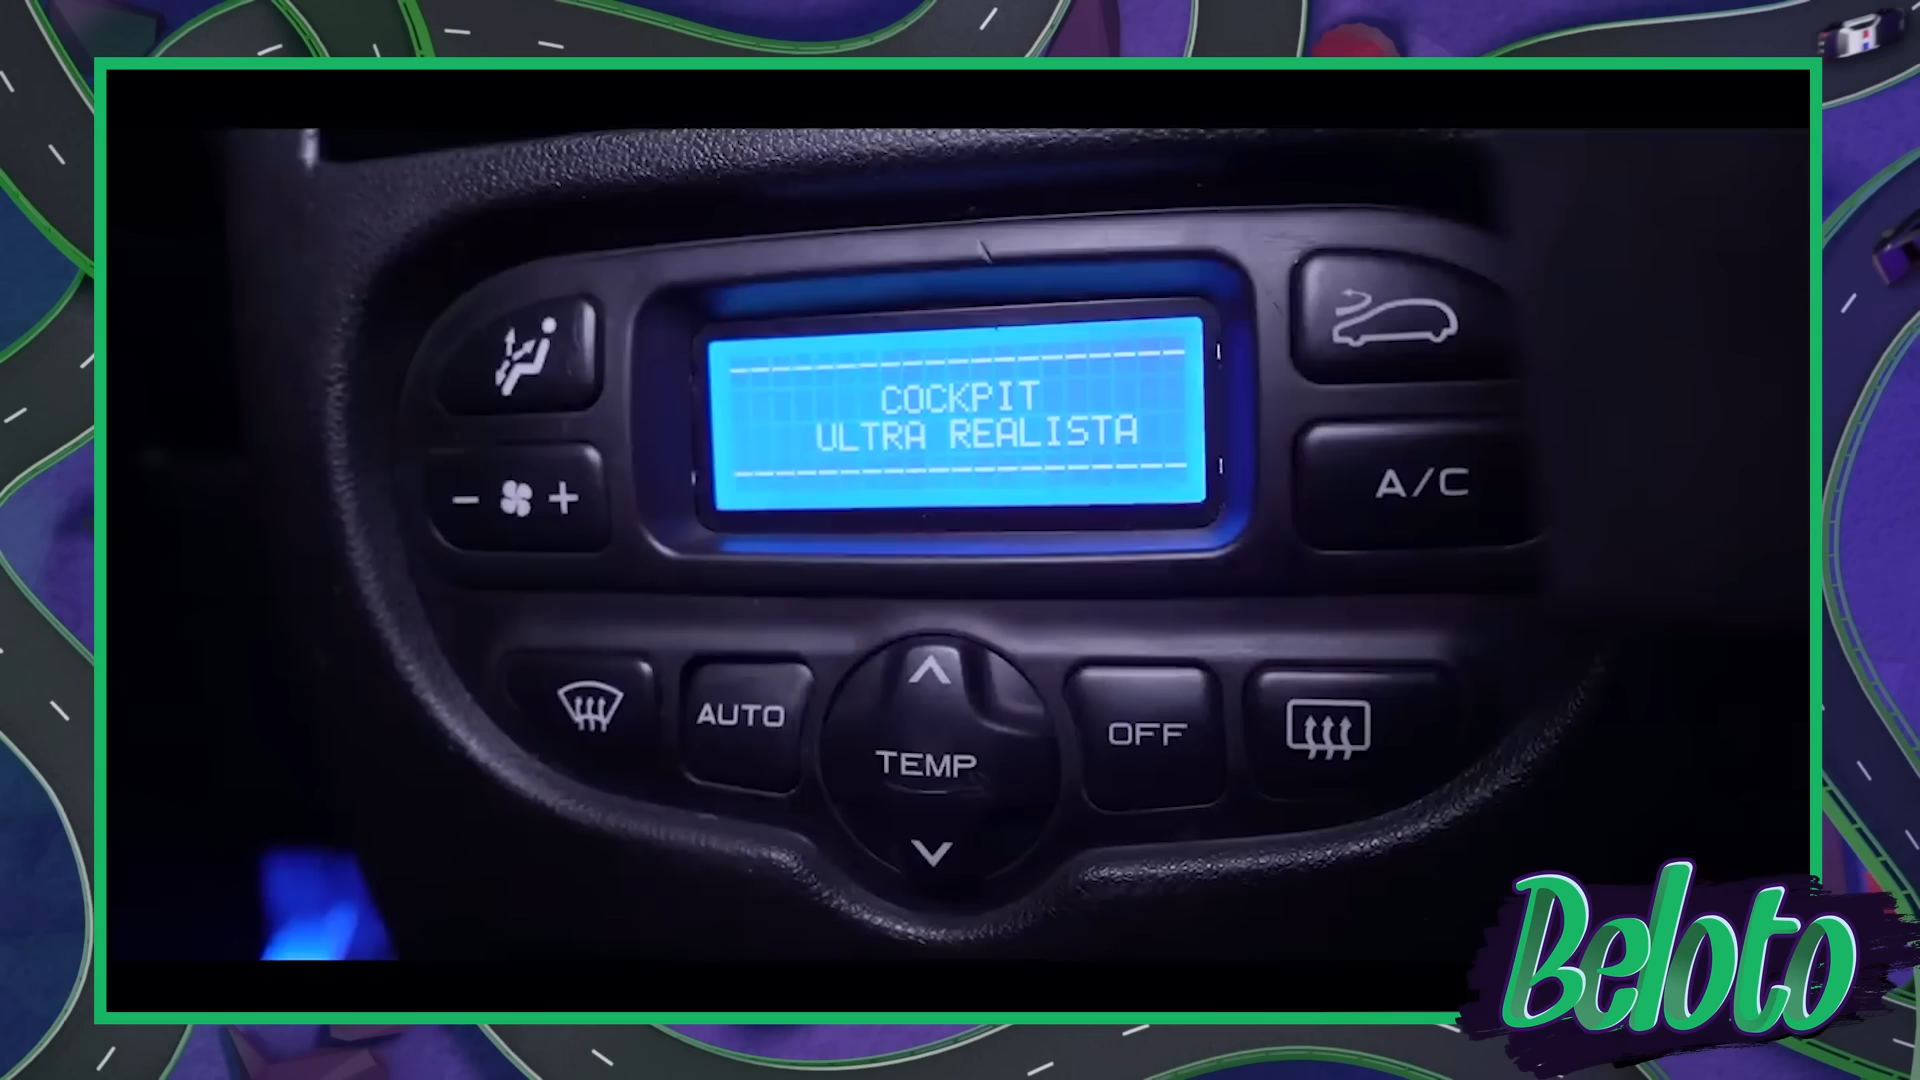 COCKPIT
ULTRA REALISTA
A/C
- +
AUTO
TEMP
OFF
Beloto